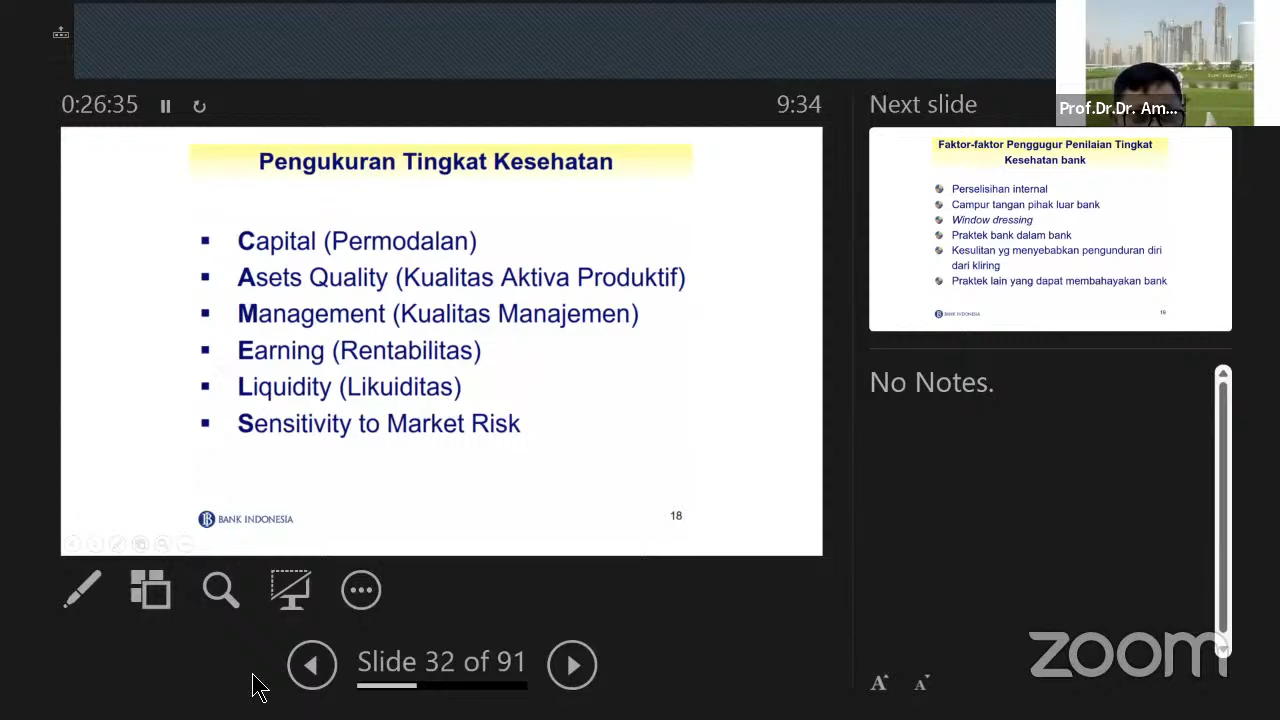 0:26:35
9:34
Next slide
Prof.Dr.Dr. Am...
Pengukuran Tingkat Kesehatan
Capital (Permodalan)
Asets Quality (Kualitas Aktiva Produktif)
Management (Kualitas Manajemen)
Earning (Rentabilitas)
Liquidity (Likuiditas)
Sensitivity to Market Risk
BANK INDONESIA
18
Faktor-faktor Penggugur Penilaian Tingkat
Kesehatan bank
Perselisihan internal
Campur tangan pihak luar bank
Window dressing
Praktek bank dalam bank
Kesulitan yg menyebabkan pengunduran diri
dari kliring
Praktek lain yang dapat membahayakan bank
BANK INDONESIA
19
No Notes.
Slide 32 of 91
A A
zoom